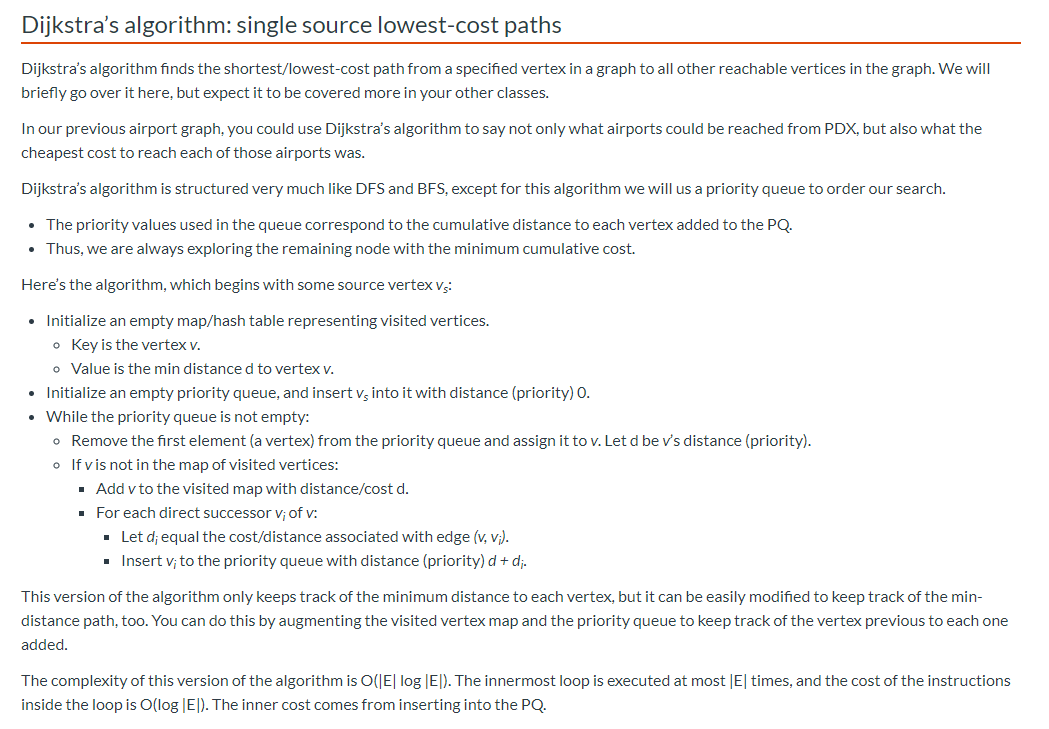 Dijkstra’s algorithm: single source lowest-cost paths
Dijkstra’s algorithm finds the shortest/lowest-cost path from a specified vertex in a graph to all other reachable vertices in the graph. We will
briefly go over it here, but expect it to be covered more in your other classes.
In our previous airport graph, you could use Dijkstra’s algorithm to say not only what airports could be reached from PDX, but also what the
cheapest cost to reach each of those airports was.
Dijkstra’s algorithm is structured very much like DFS and BFS, except for this algorithm we will us a priority queue to order our search.
• The priority values used in the queue correspond to the cumulative distance to each vertex added to the PQ.
• Thus, we are always exploring the remaining node with the minimum cumulative cost.
Here’s the algorithm, which begins with some source vertex vₛ:
• Initialize an empty map/hash table representing visited vertices.
◦ Key is the vertex v.
◦ Value is the min distance d to vertex v.
• Initialize an empty priority queue, and insert vₛ into it with distance (priority) 0.
• While the priority queue is not empty:
◦ Remove the first element (a vertex) from the priority queue and assign it to v. Let d be v’s distance (priority).
◦ If v is not in the map of visited vertices:
▪ Add v to the visited map with distance/cost d.
▪ For each direct successor vᵢ of v:
▪ Let dᵢ equal the cost/distance associated with edge (v, vᵢ).
▪ Insert vᵢ to the priority queue with distance (priority) d + dᵢ.
This version of the algorithm only keeps track of the minimum distance to each vertex, but it can be easily modified to keep track of the min-
distance path, too. You can do this by augmenting the visited vertex map and the priority queue to keep track of the vertex previous to each one
added.
The complexity of this version of the algorithm is O(|E| log |E|). The innermost loop is executed at most |E| times, and the cost of the instructions
inside the loop is O(log |E|). The inner cost comes from inserting into the PQ.